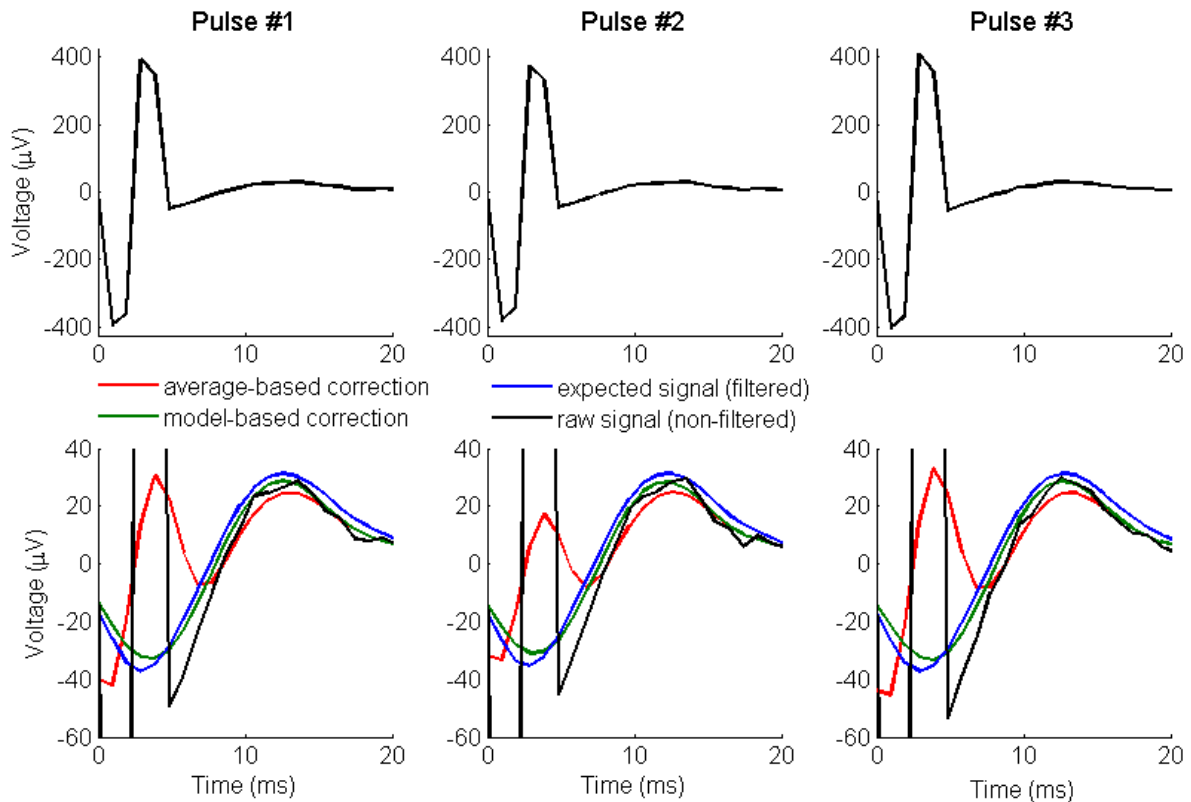 Pulse #1 Pulse #2 Pulse #3
400 400 400
200 200 200
0 0 0
-200 -200 -200
-400 -400 -400
Voltage (µV)
0 10 20 0 10 20 0 10 20
average-based correction expected signal (filtered)
model-based correction raw signal (non-filtered)
40 40 40
20 20 20
0 0 0
-20 -20 -20
-40 -40 -40
-60 -60 -60
Voltage (µV)
0 10 20 0 10 20 0 10 20
Time (ms) Time (ms) Time (ms)